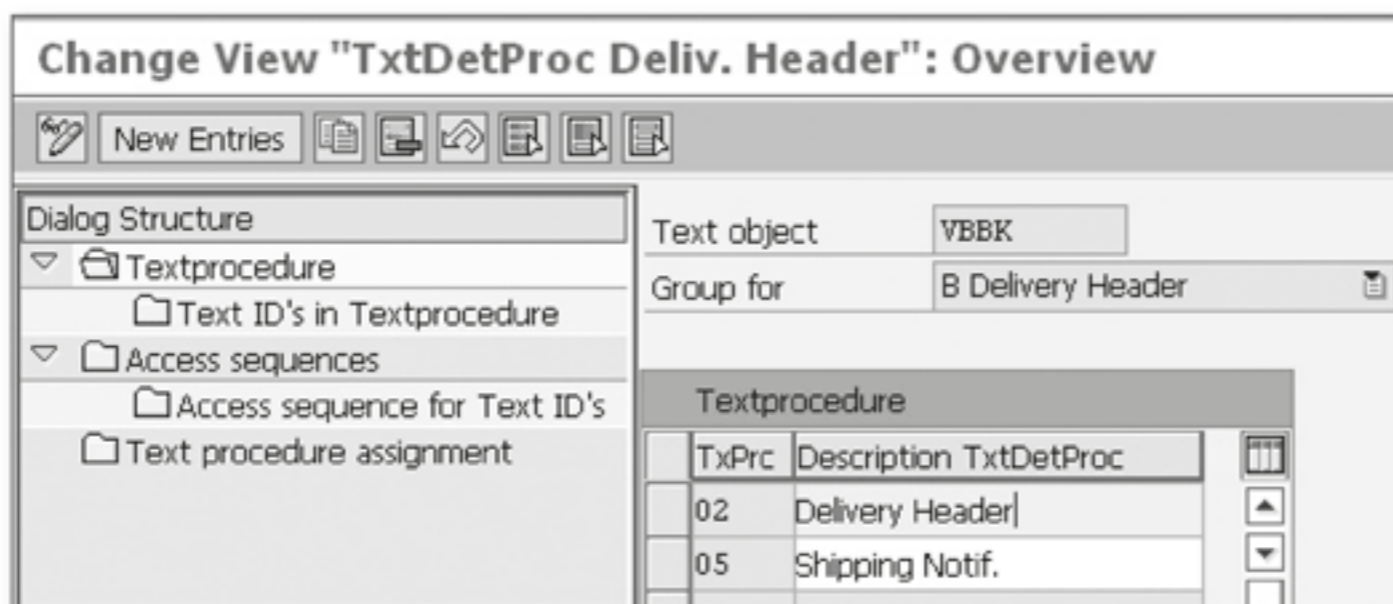 Change View "TxtDetProc Deliv. Header": Overview
New Entries
Dialog Structure
Textprocedure
Text ID's in Textprocedure
Access sequences
Access sequence for Text ID's
Text procedure assignment
Text object VBBK
Group for B Delivery Header
Textprocedure
TxPrc Description TxtDetProc
02 Delivery Header
05 Shipping Notif.